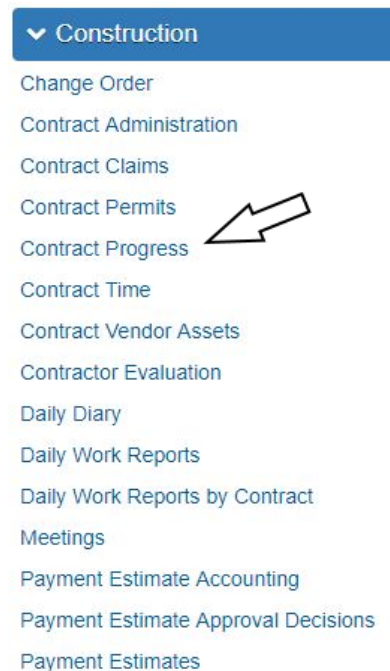 Construction
Change Order
Contract Administration
Contract Claims
Contract Permits
Contract Progress
Contract Time
Contract Vendor Assets
Contractor Evaluation
Daily Diary
Daily Work Reports
Daily Work Reports by Contract
Meetings
Payment Estimate Accounting
Payment Estimate Approval Decisions
Payment Estimates